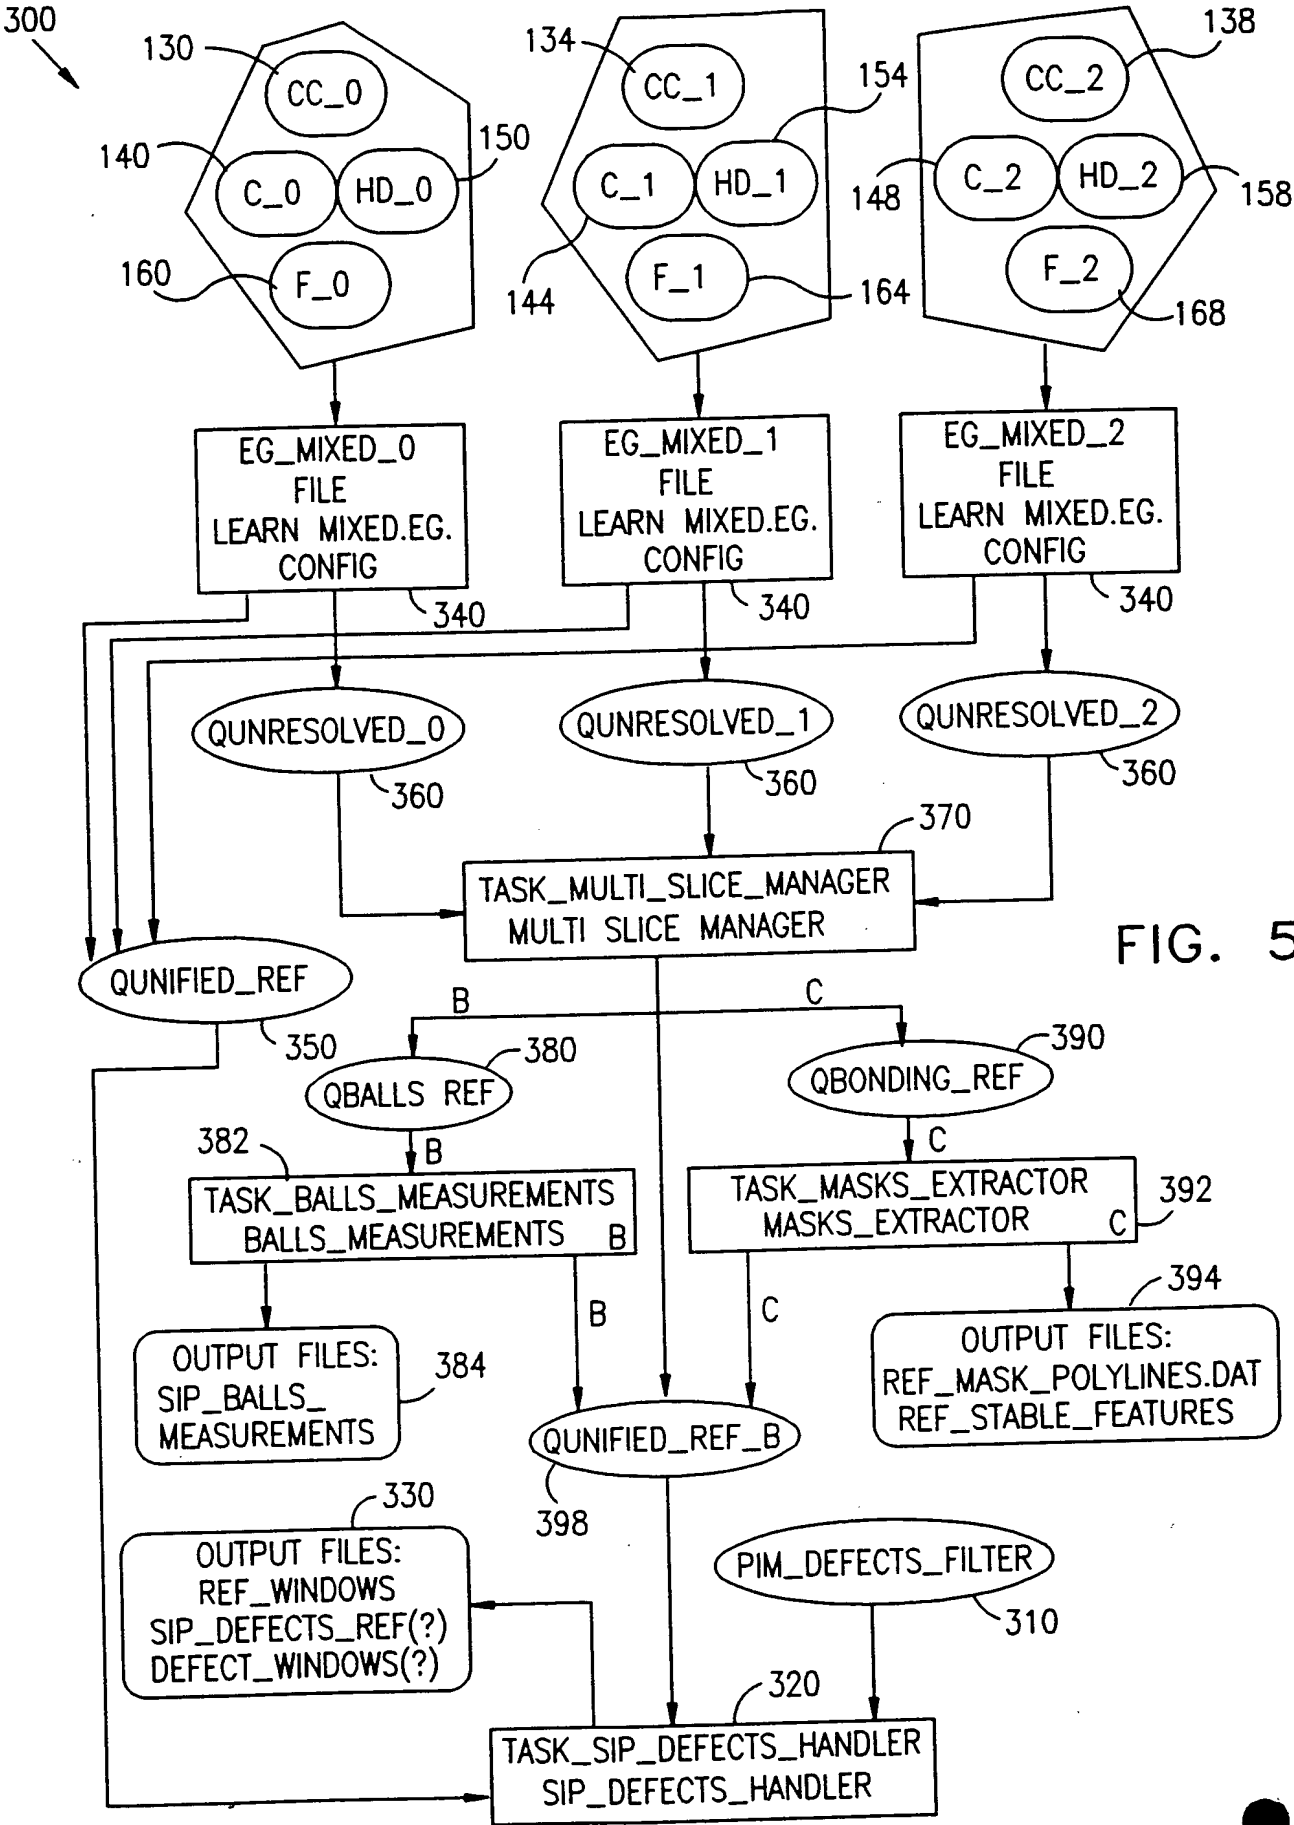 300
130
CC_0
140
C_0
HD_0
150
160
F_0
134
CC_1
154
C_1
HD_1
144
F_1
164
138
CC_2
148
C_2
HD_2
158
F_2
168
EG_MIXED_0
FILE
LEARN MIXED.EG.
CONFIG
340
EG_MIXED_1
FILE
LEARN MIXED.EG.
CONFIG
340
EG_MIXED_2
FILE
LEARN MIXED.EG.
CONFIG
340
QUNRESOLVED_0
360
QUNRESOLVED_1
360
QUNRESOLVED_2
360
370
TASK_MULTI_SLICE_MANAGER
MULTI SLICE MANAGER
FIG. 5
QUNIFIED_REF
350
B
C
QBALLS REF
380
QBONDING_REF
390
B
C
382
TASK_BALLS_MEASUREMENTS
BALLS_MEASUREMENTS
B
TASK_MASKS_EXTRACTOR
MASKS_EXTRACTOR
C
392
B
C
OUTPUT FILES:
SIP_BALLS_
MEASUREMENTS
384
394
OUTPUT FILES:
REF_MASK_POLYLINES.DAT
REF_STABLE_FEATURES
QUNIFIED_REF_B
398
330
OUTPUT FILES:
REF_WINDOWS
SIP_DEFECTS_REF(?)
DEFECT_WINDOWS(?)
PIM_DEFECTS_FILTER
310
320
TASK_SIP_DEFECTS_HANDLER
SIP_DEFECTS_HANDLER